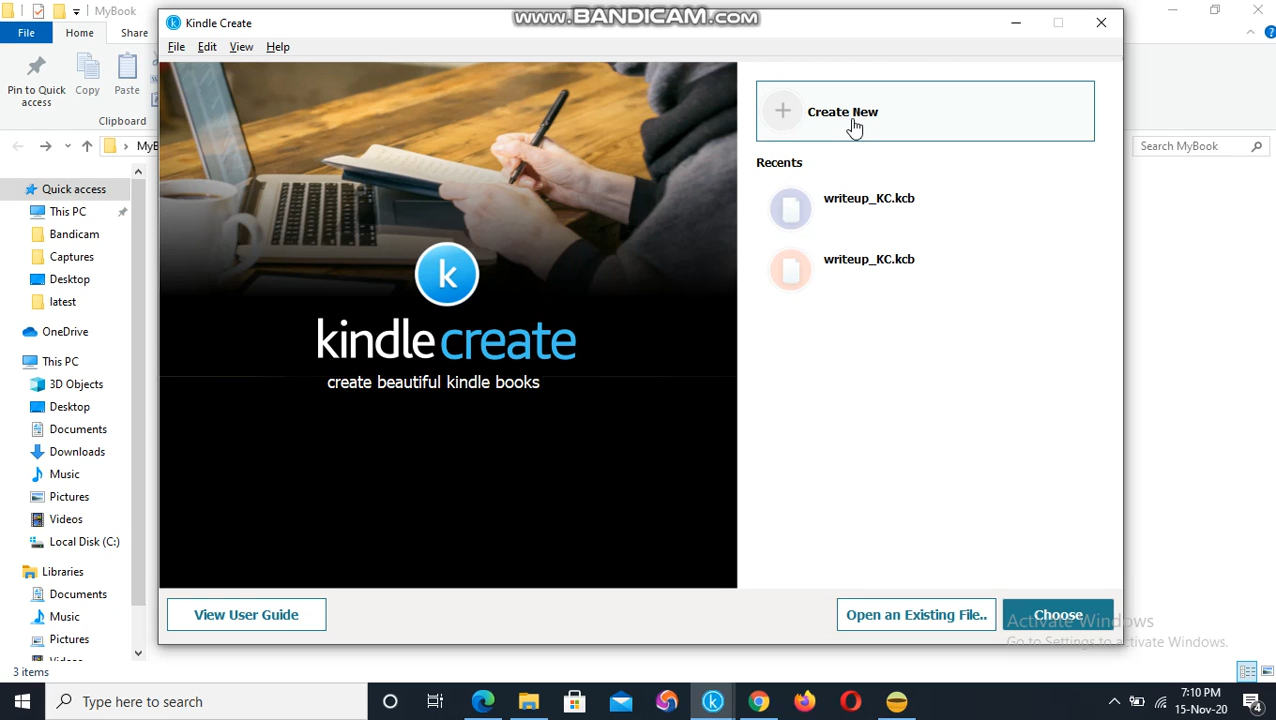 MyBook
www.BANDICAM.com
Kindle Create
File
Home
Share
File
Edit
View
Help
Pin to Quick access
Copy
Paste
Clipboard
Search MyBook
Create New
Recents
writeup_KC.kcb
writeup_KC.kcb
Quick access
This PC
Bandicam
Captures
Desktop
latest
OneDrive
This PC
3D Objects
Desktop
Documents
Downloads
Music
Pictures
Videos
Local Disk (C:)
Libraries
Documents
Music
Pictures
k
kindle create
create beautiful kindle books
View User Guide
Open an Existing File..
Choose
Activate Windows
Go to Settings to activate Windows.
3 items
Type here to search
7:10 PM
15-Nov-20
4